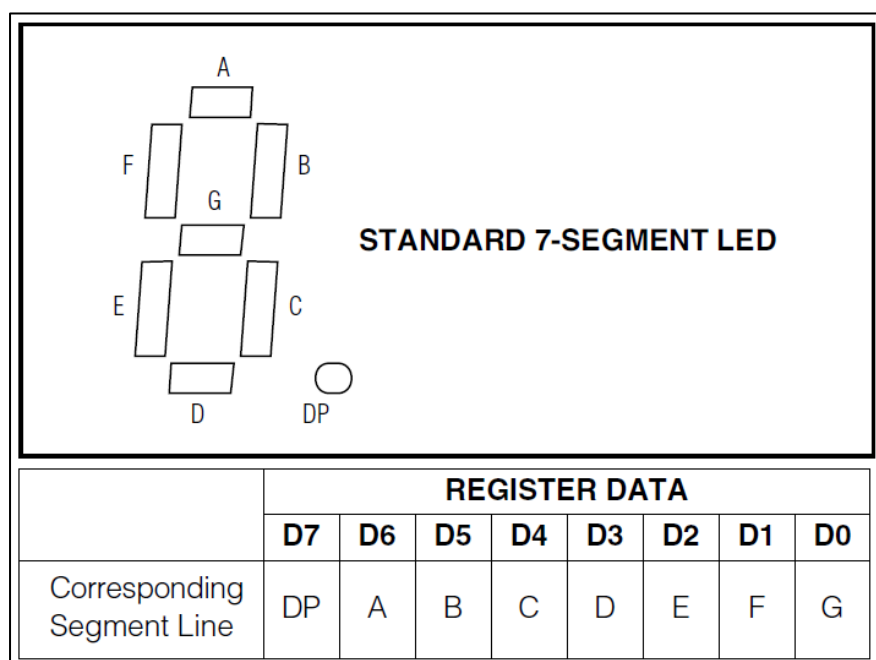 A
F
B
G
STANDARD 7-SEGMENT LED
E
C
D
DP
REGISTER DATA
D7 D6 D5 D4 D3 D2 D1 D0
Corresponding
Segment Line
DP A B C D E F G